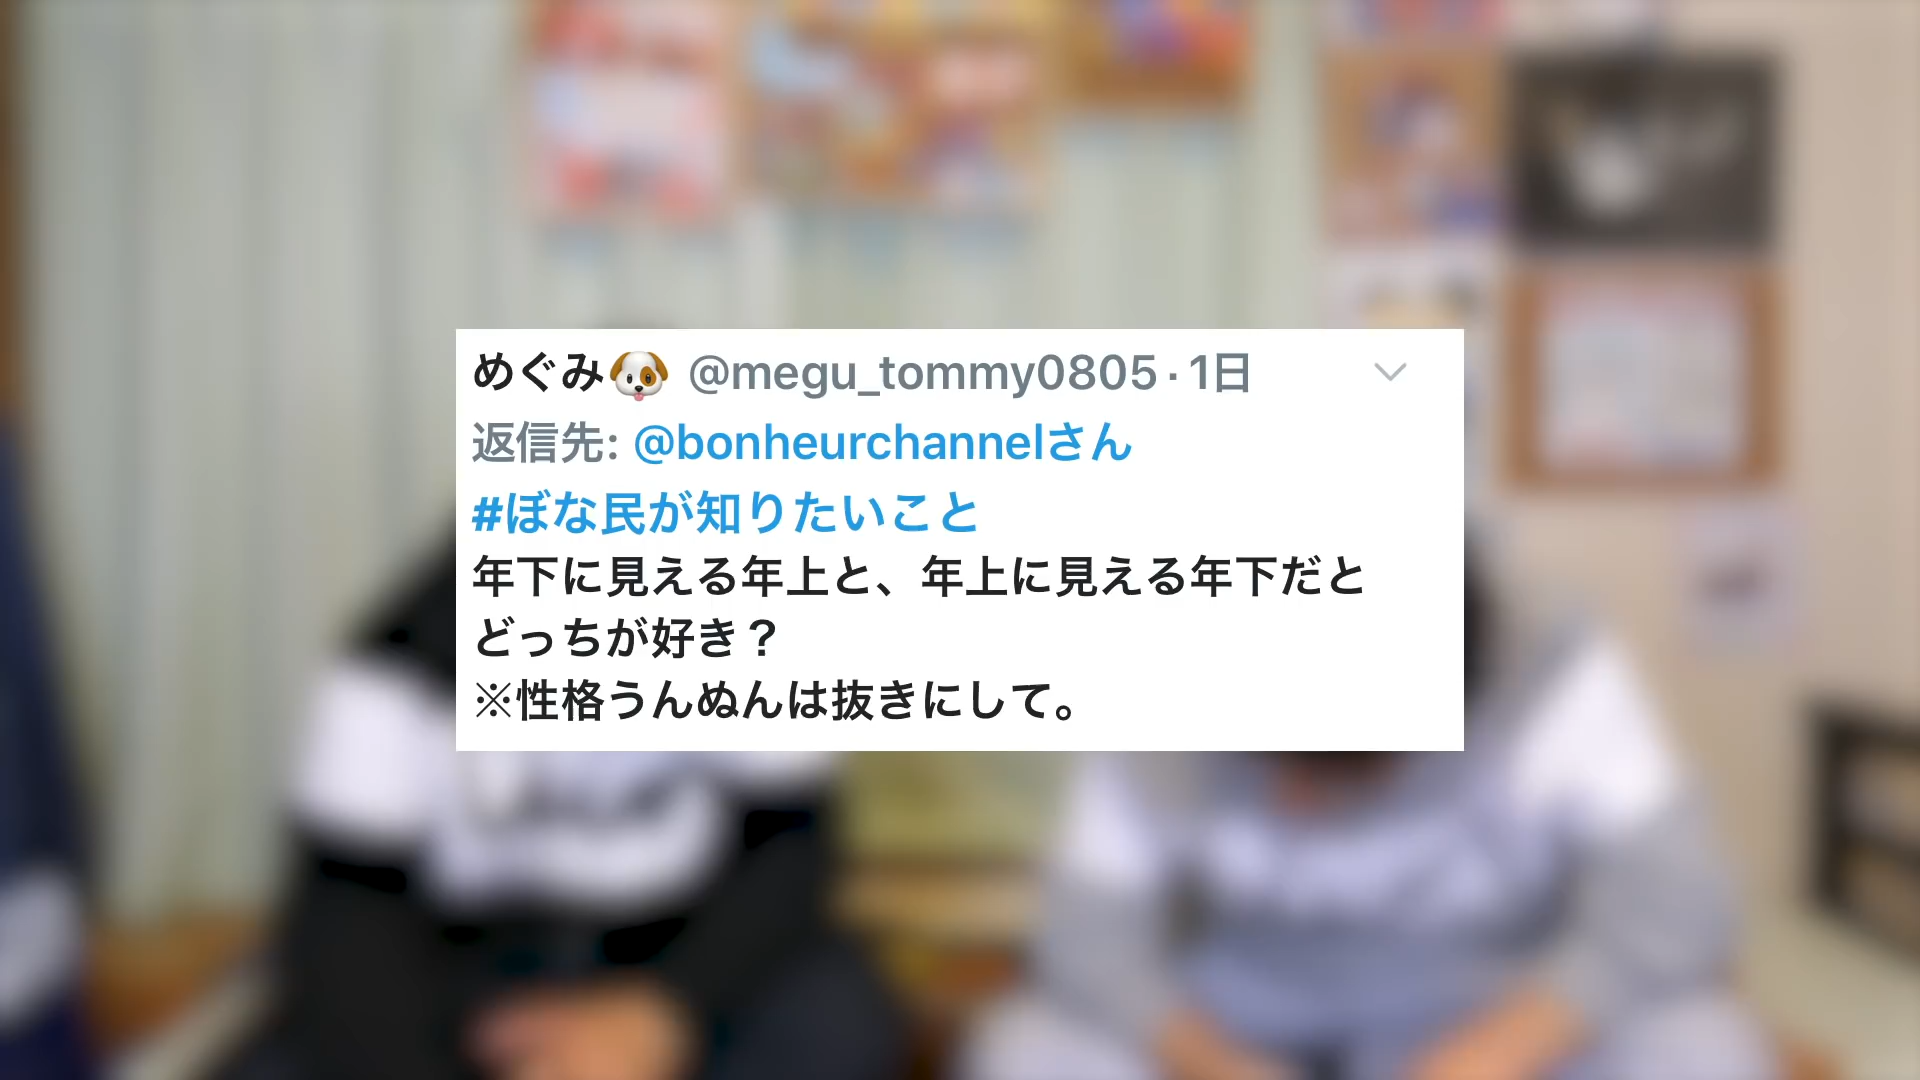 めぐみ🐶 @megu_tommy0805·1日
返信先: @bonheurchannelさん
#ぼな民が知りたいこと
年下に見える年上と、年上に見える年下だと
どっちが好き？
※性格うんぬんは抜きにして。